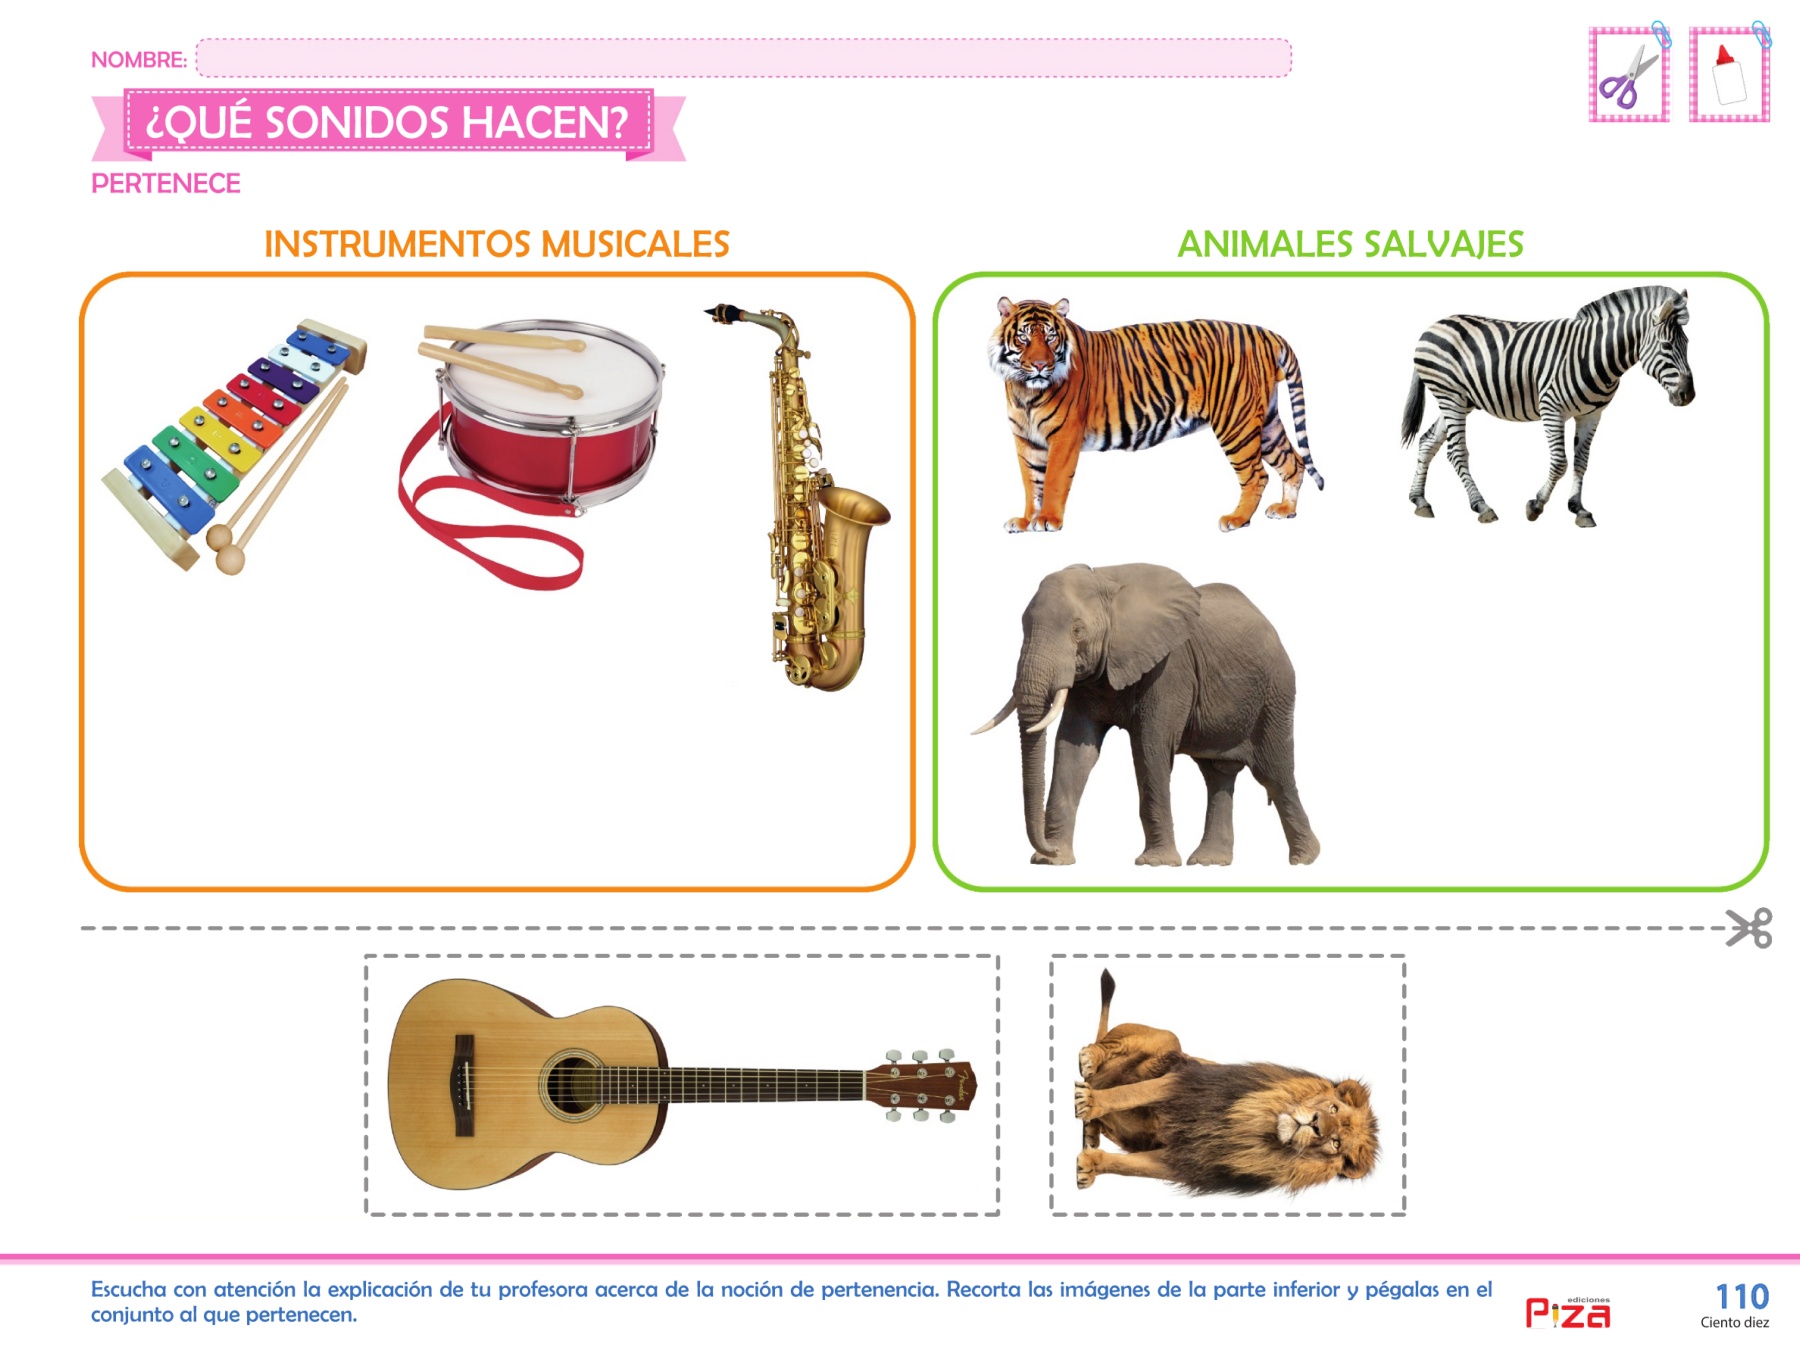 NOMBRE:
¿QUÉ SONIDOS HACEN?
PERTENECE
INSTRUMENTOS MUSICALES
ANIMALES SALVAJES
Fender
Escucha con atención la explicación de tu profesora acerca de la noción de pertenencia. Recorta las imágenes de la parte inferior y pégalas en el
conjunto al que pertenecen.
ediciones
Piza
110
Ciento diez